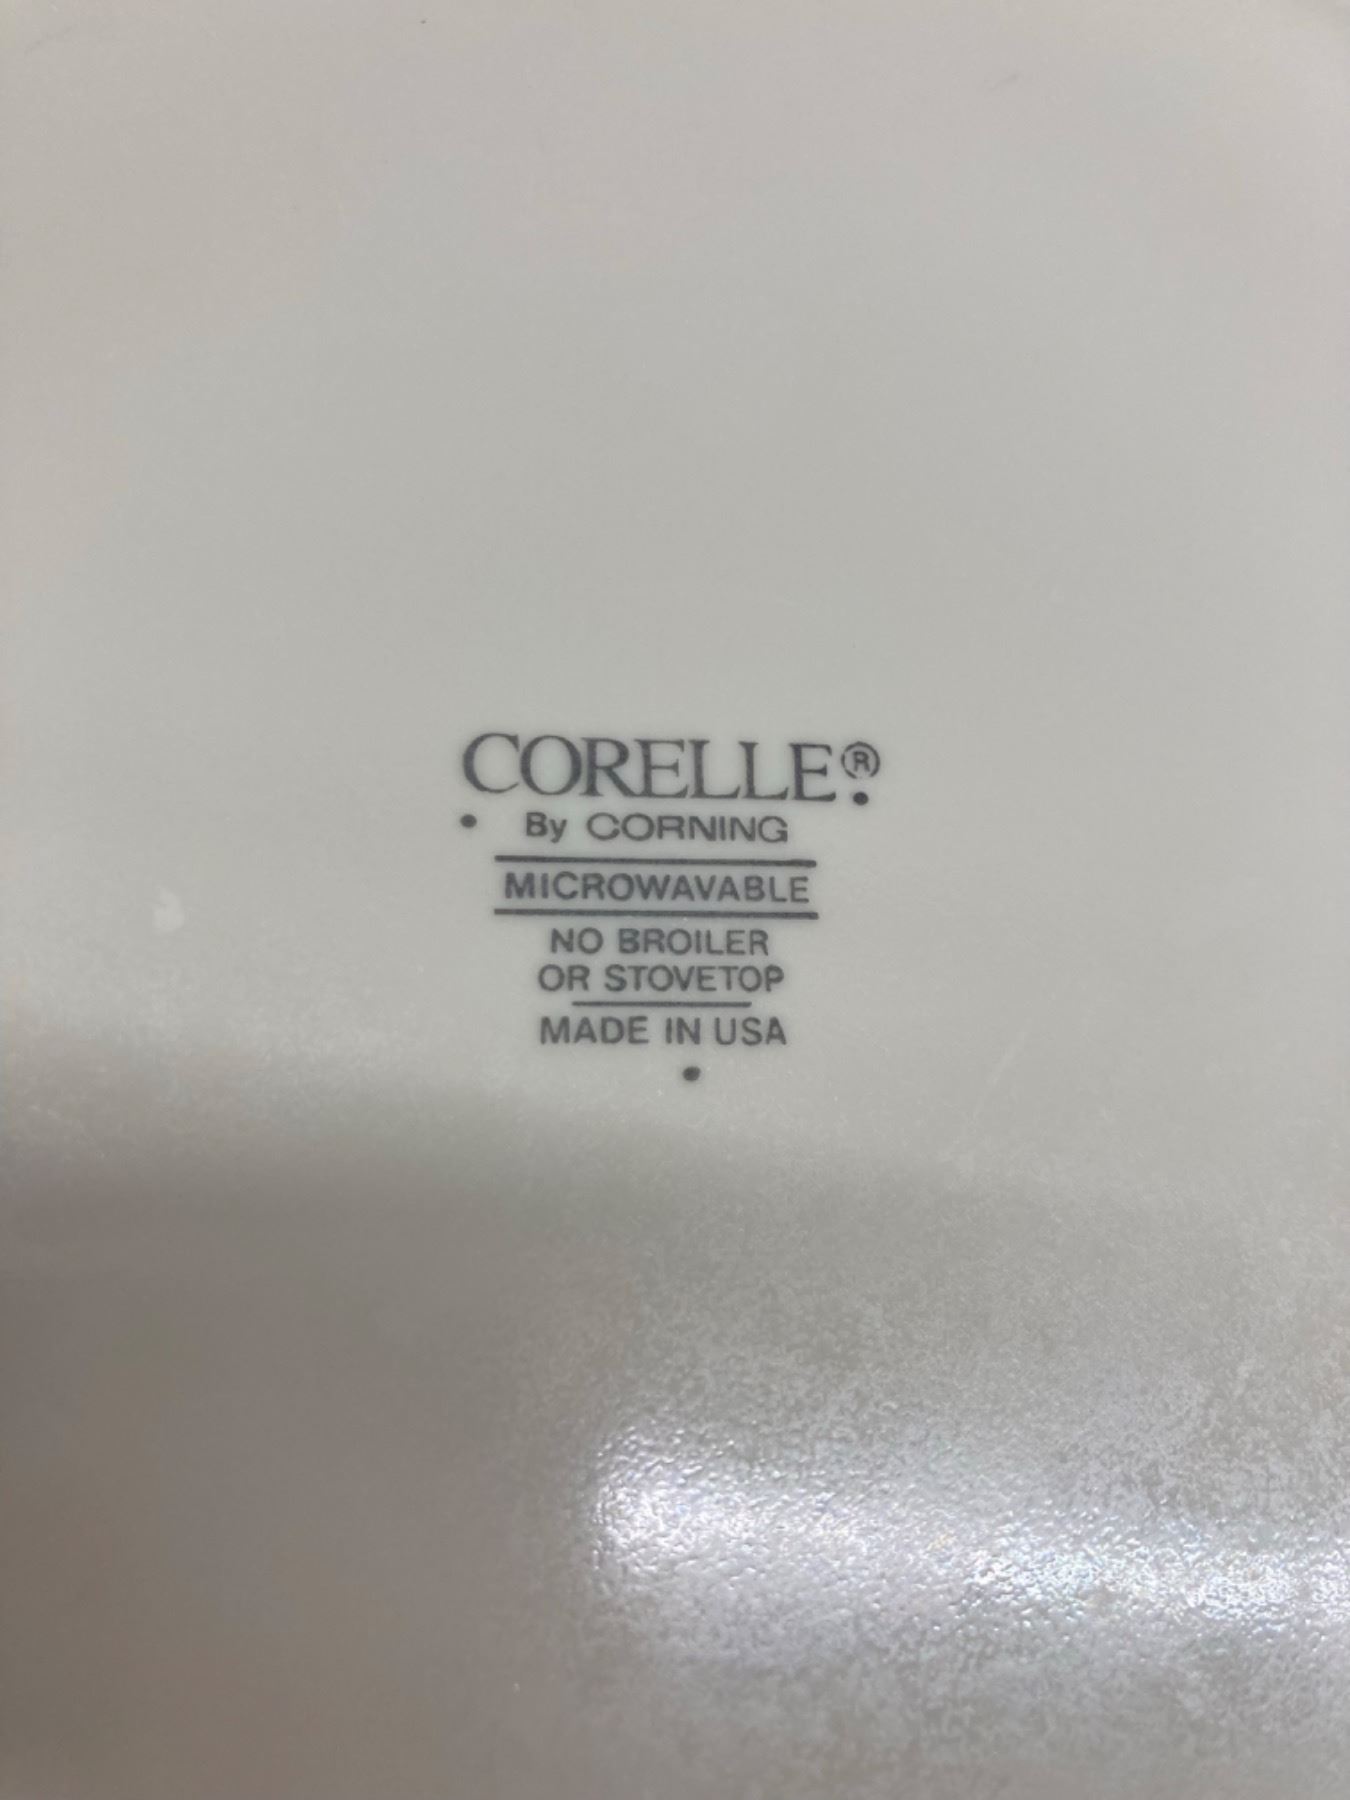 CORELLE®
By CORNING
MICROWAVABLE
NO BROILER
OR STOVETOP
MADE IN USA